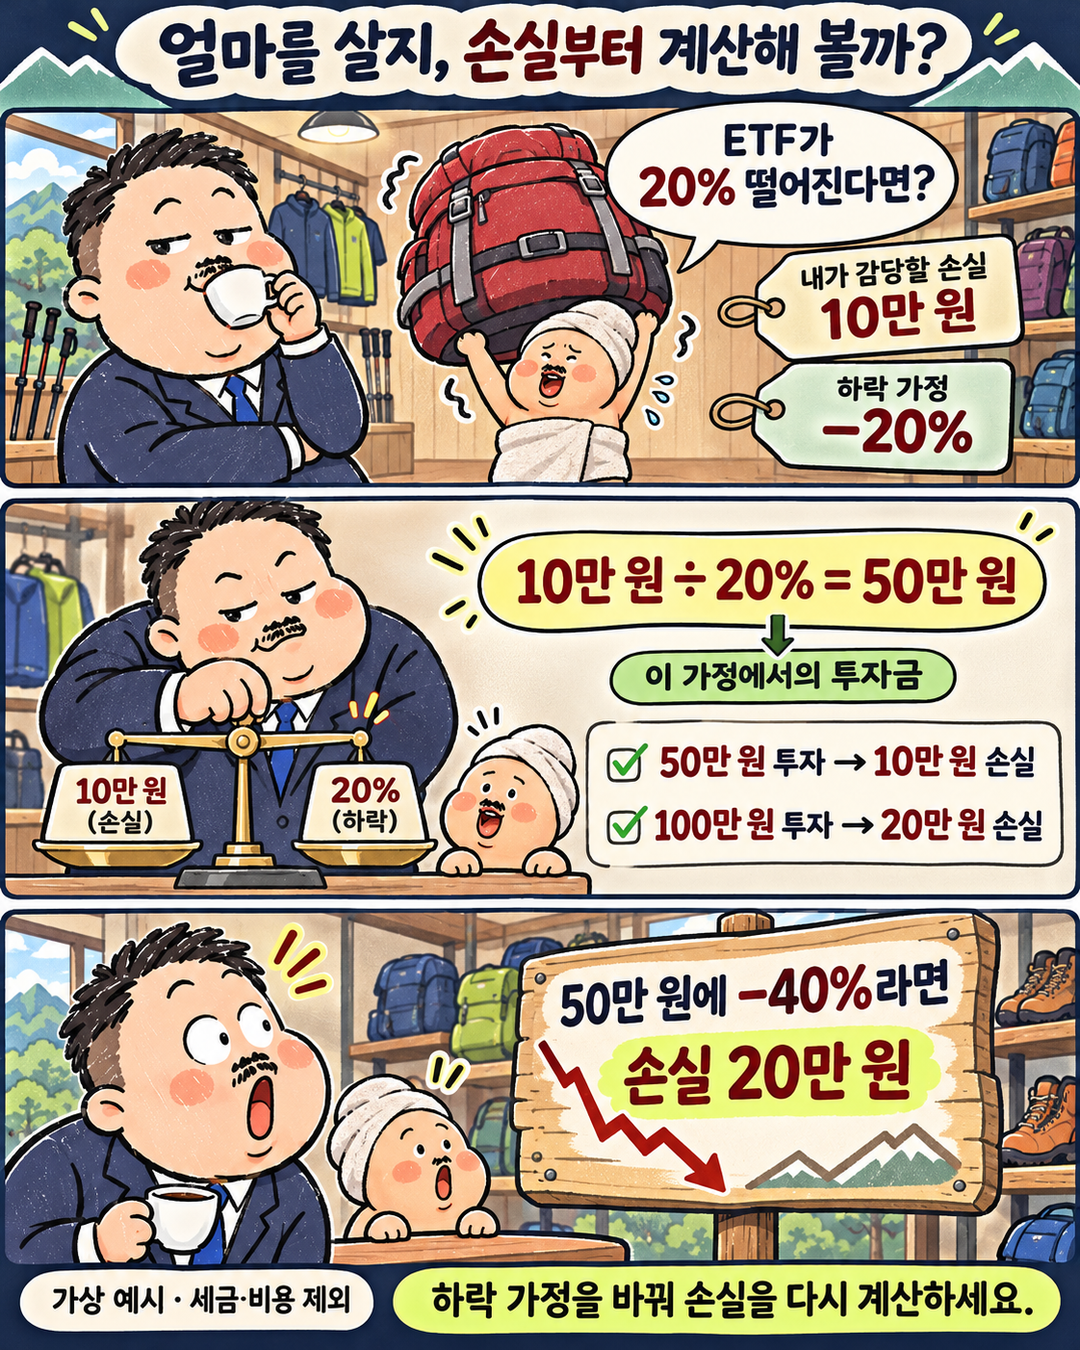 얼마를 살지, 손실부터 계산해 볼까?
ETF가
20% 떨어진다면?
내가 감당할 손실
10만 원
하락 가정
-20%
10만 원 ÷ 20% = 50만 원
이 가정에서의 투자금
50만 원 투자 → 10만 원 손실
100만 원 투자 → 20만 원 손실
10만 원
(손실)
20%
(하락)
50만 원에 -40%라면
손실 20만 원
가상 예시 · 세금·비용 제외
하락 가정을 바꿔 손실을 다시 계산하세요.